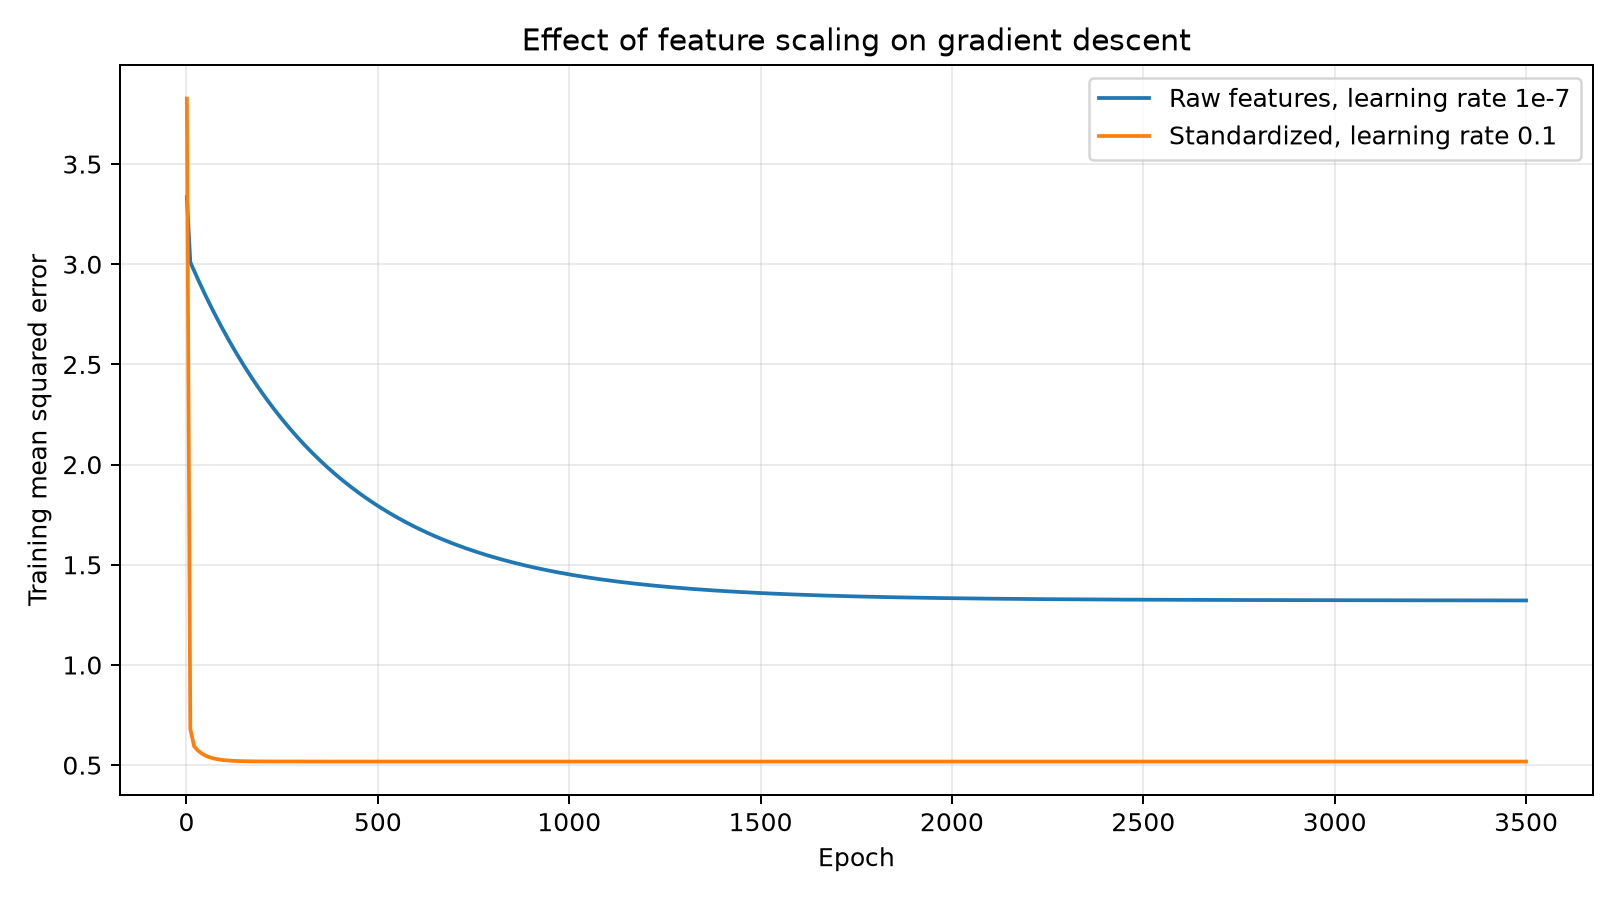 Effect of feature scaling on gradient descent
Raw features, learning rate 1e-7
Standardized, learning rate 0.1
Training mean squared error
3.5
3.0
2.5
2.0
1.5
1.0
0.5
0 500 1000 1500 2000 2500 3000 3500
Epoch